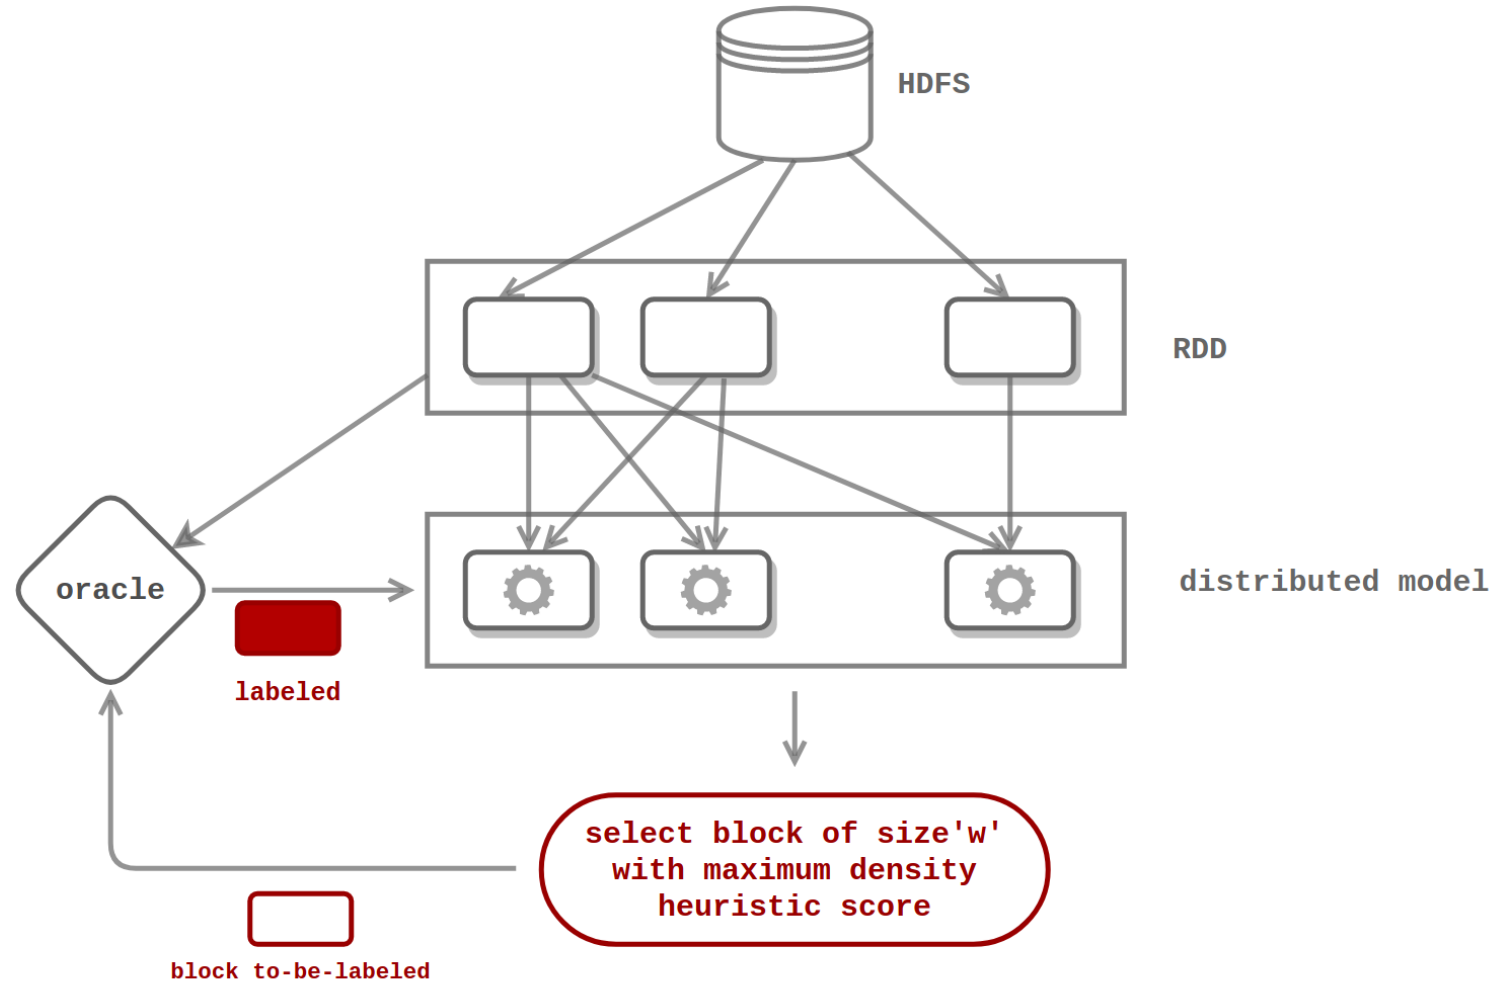 HDFS
RDD
oracle
distributed model
labeled
select block of size'w'
with maximum density
heuristic score
block to-be-labeled